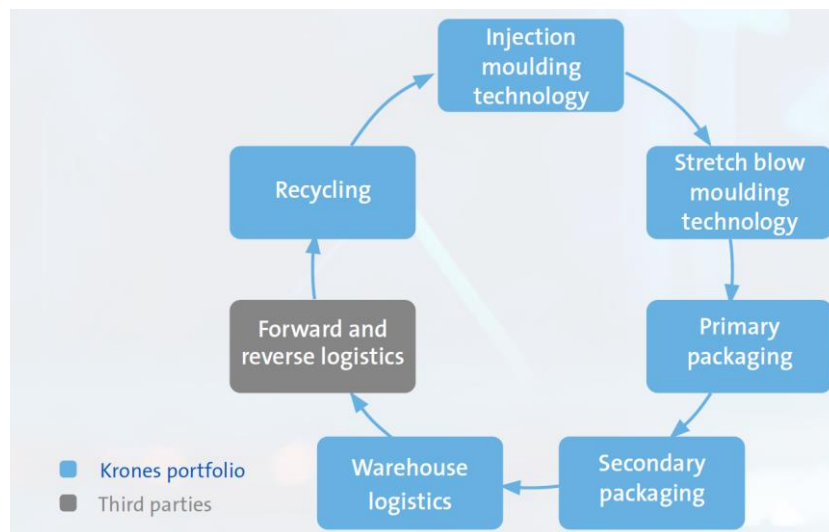 Injection
moulding
technology
Stretch blow
moulding
technology
Recycling
Forward and
reverse logistics
Primary
packaging
Warehouse
logistics
Secondary
packaging
Krones portfolio
Third parties